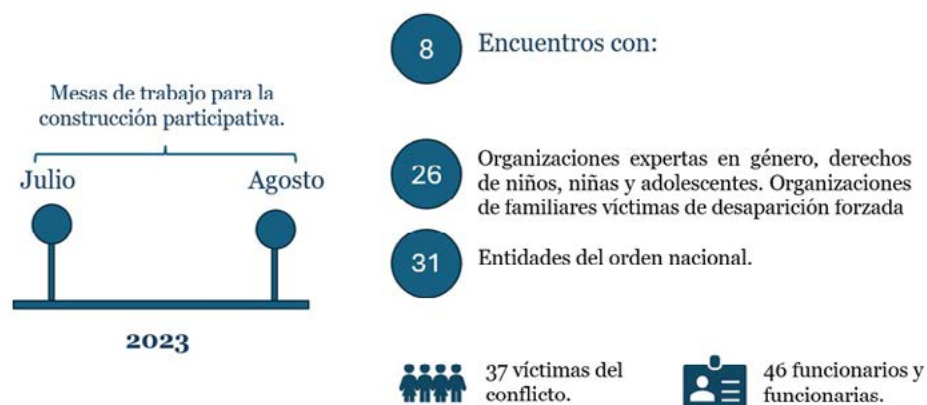 Mesas de trabajo para la
construcción participativa.
Julio
Agosto
2023
8
Encuentros con:
26
Organizaciones expertas en género, derechos
de niños, niñas y adolescentes. Organizaciones
de familiares víctimas de desaparición forzada
31
Entidades del orden nacional.
37 víctimas del
conflicto.
46 funcionarios y
funcionarias.